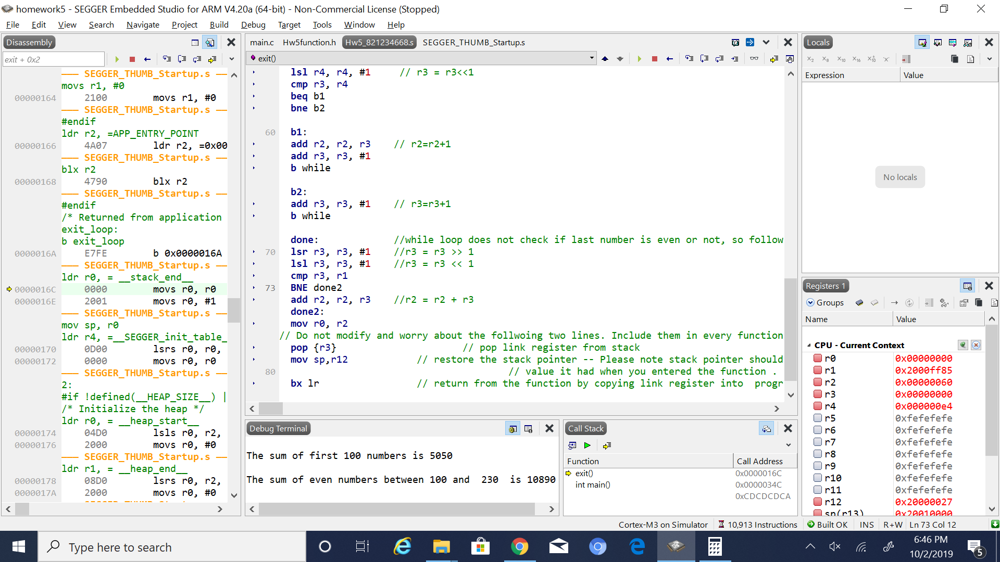 homework5 - SEGGER Embedded Studio for ARM V4.20a (64-bit) - Non-Commercial License (Stopped)
File Edit View Search Navigate Project Build Debug Target Tools Window Help
Disassembly
exit + 0x2
SEGGER_THUMB_Startup.s
movs r1, #0
00000164 2100 movs r1, #0
SEGGER_THUMB_Startup.s
#endif
ldr r2, =APP_ENTRY_POINT
00000166 4A07 ldr r2, =0x00
SEGGER_THUMB_Startup.s
blx r2
00000168 4790 blx r2
SEGGER_THUMB_Startup.s
#endif
/* Returned from application
exit_loop:
b exit_loop
0000016A E7FE b 0x0000016A
SEGGER_THUMB_Startup.s
ldr r0, = __stack_end__
0000016C 0000 movs r0, r0
0000016E 2001 movs r0, #1
SEGGER_THUMB_Startup.s
mov sp, r0
ldr r4, =__SEGGER_init_table_
00000170 0D00 lsrs r0, r0,
00000172 0000 movs r0, r0
SEGGER_THUMB_Startup.s
2:
#if !defined(__HEAP_SIZE__) |
/* Initialize the heap */
ldr r0, = __heap_start__
00000174 04D0 lsls r0, r2,
00000176 2000 movs r0, #0
SEGGER_THUMB_Startup.s
ldr r1, = __heap_end__
00000178 08D0 lsrs r0, r2,
0000017A 2000 movs r0, #0
main.c Hw5function.h Hw5_821234668.s SEGGER_THUMB_Startup.s
exit()
lsl r4, r4, #1 // r3 = r3<<1
cmp r3, r4
beq b1
bne b2
60 b1:
add r2, r2, r3 // r2=r2+1
add r3, r3, #1
b while
b2:
add r3, r3, #1 // r3=r3+1
b while
done: //while loop does not check if last number is even or not, so follow
70 lsr r3, r3, #1 //r3 = r3 >> 1
lsl r3, r3, #1 //r3 = r3 << 1
cmp r3, r1
73 BNE done2
add r2, r2, r3 //r2 = r2 + r3
done2:
mov r0, r2
// Do not modify and worry about the follwoing two lines. Include them in every function
pop {r3} // pop link register from stack
mov sp,r12 // restore the stack pointer -- Please note stack pointer should
80 // value it had when you entered the function .
bx lr // return from the function by copying link register into progr
Debug Terminal
The sum of first 100 numbers is 5050
The sum of even numbers between 100 and 230 is 10890
Call Stack
Function Call Address
exit() 0x0000016C
int main() 0x0000034C
0xCDCDCDCA
Locals
Expression Value
No locals
Registers 1
Groups
Name Value
CPU - Current Context
r0 0x00000000
r1 0x2000ff85
r2 0x00000060
r3 0x00000000
r4 0x000000e4
r5 0xfefefefe
r6 0xfefefefe
r7 0xfefefefe
r8 0xfefefefe
r9 0xfefefefe
r10 0xfefefefe
r11 0xfefefefe
r12 0x20000027
sp(r13) 0x20010000
Cortex-M3 on Simulator 10,913 Instructions Built OK INS R+W Ln 73 Col 12
Type here to search
6:46 PM
10/2/2019
5